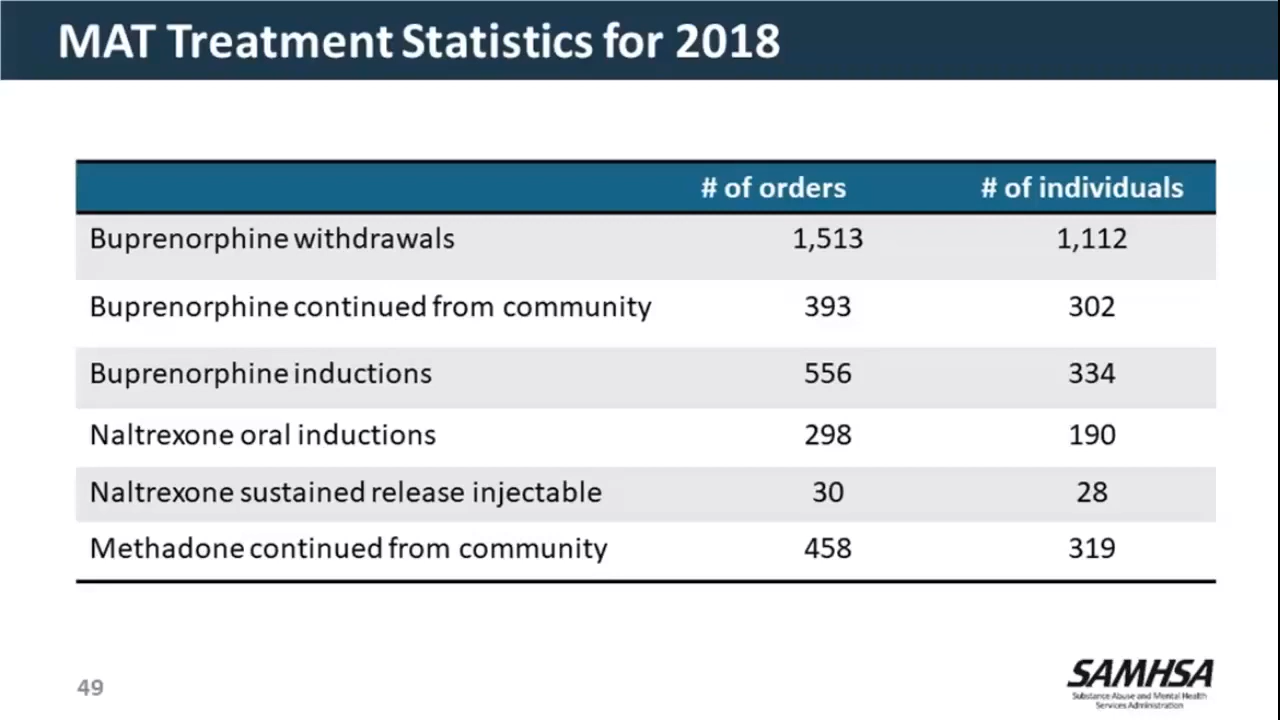 MAT Treatment Statistics for 2018
# of orders # of individuals
Buprenorphine withdrawals 1,513 1,112
Buprenorphine continued from community 393 302
Buprenorphine inductions 556 334
Naltrexone oral inductions 298 190
Naltrexone sustained release injectable 30 28
Methadone continued from community 458 319
49
SAMHSA
Substance Abuse and Mental Health
Services Administration